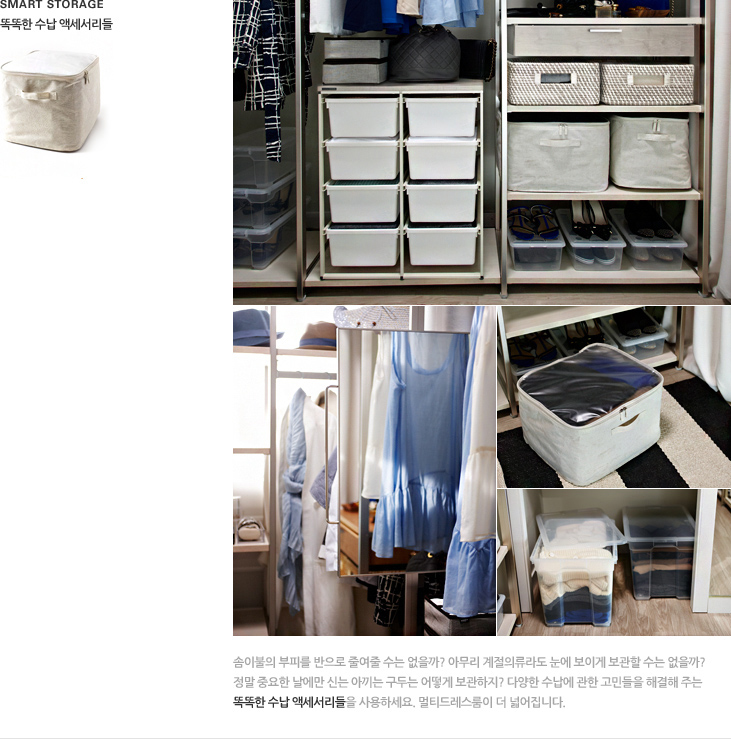 SMART STORAGE
똑똑한 수납 액세서리들
솜이불의 부피를 반으로 줄여줄 수는 없을까? 아무리 계절의류라도 눈에 보이게 보관할 수는 없을까?
정말 중요한 날에만 신는 아끼는 구두는 어떻게 보관하지? 다양한 수납에 관한 고민들을 해결해 주는
똑똑한 수납 액세서리들을 사용하세요. 멀티드레스룸이 더 넓어집니다.